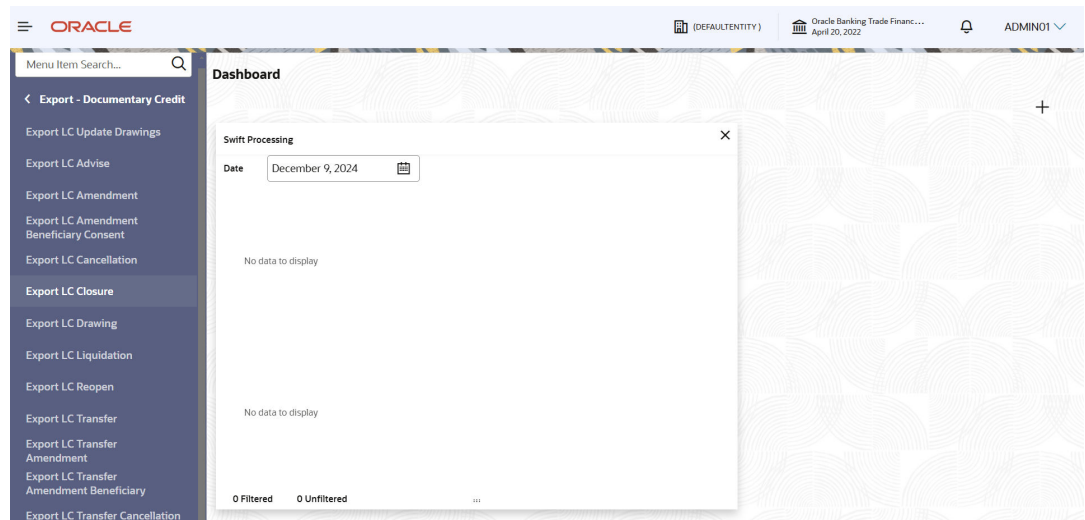 ORACLE
(DEFAULTENTITY)
Oracle Banking Trade Financ...
April 20, 2022
ADMIN01
Menu Item Search...
Export - Documentary Credit
Export LC Update Drawings
Export LC Advise
Export LC Amendment
Export LC Amendment
Beneficiary Consent
Export LC Cancellation
Export LC Closure
Export LC Drawing
Export LC Liquidation
Export LC Reopen
Export LC Transfer
Export LC Transfer
Amendment
Export LC Transfer
Amendment Beneficiary
Export LC Transfer Cancellation
Dashboard
Swift Processing
Date December 9, 2024
No data to display
No data to display
0 Filtered 0 Unfiltered